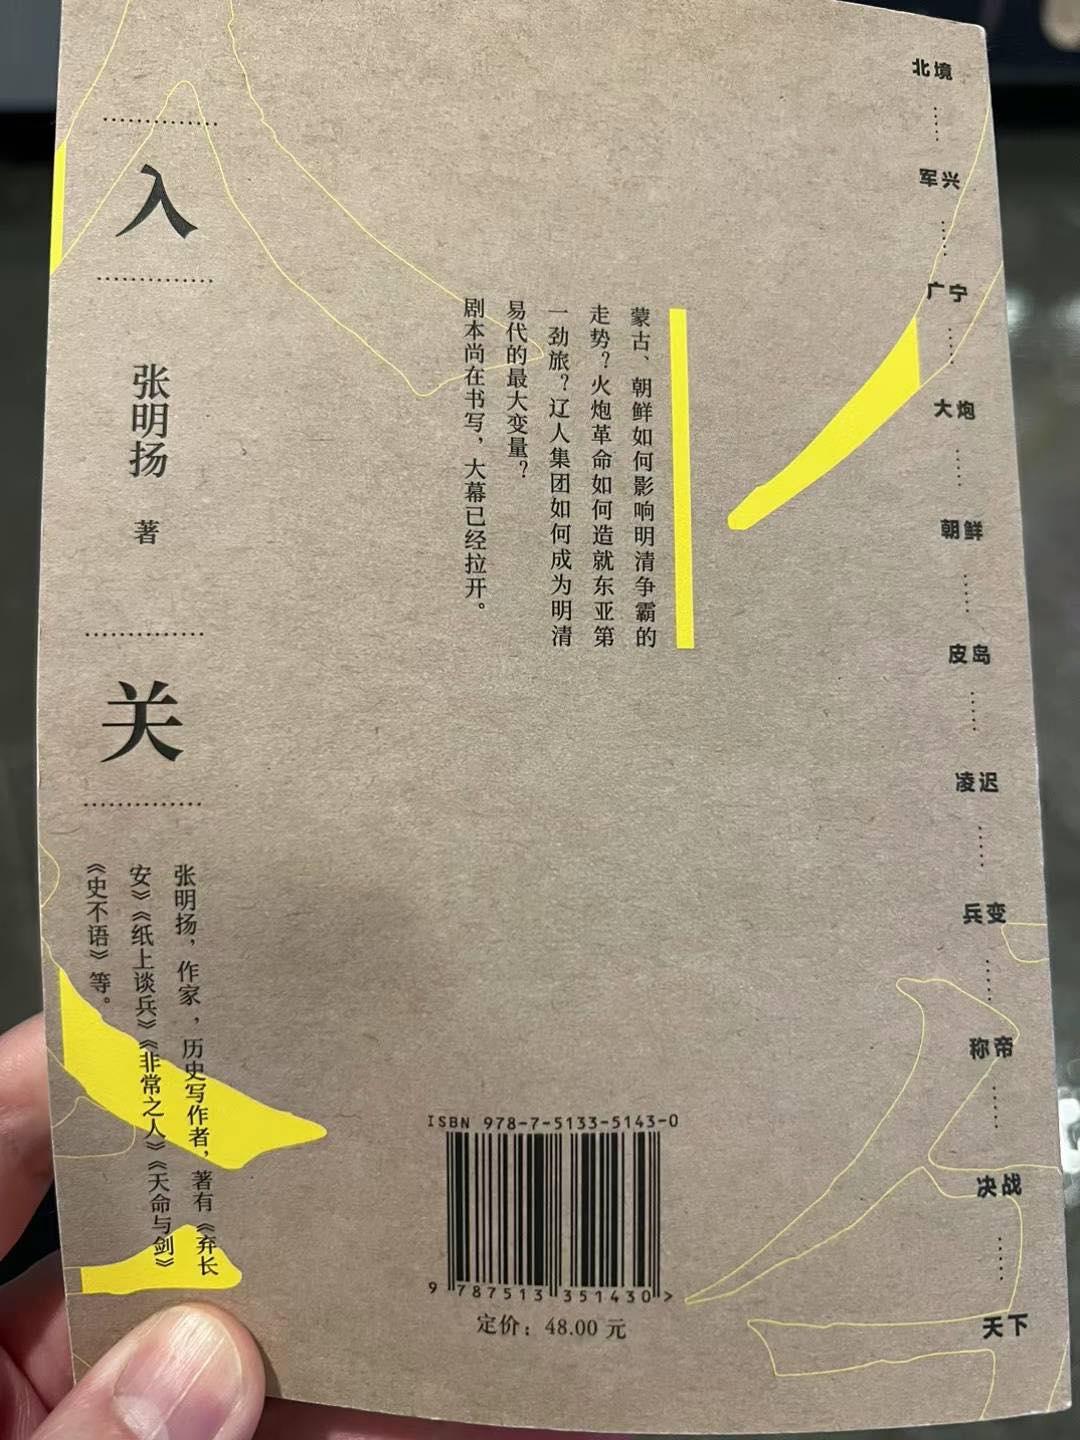 入
张明扬 著
关
张明扬，作家，历史写作者，著有《弃长
安》《纸上谈兵》《非常之人》《天命与剑》
《史不语》等。
蒙古、朝鲜如何影响明清争霸的
走势？火炮革命如何造就东亚第
一劲旅？辽人集团如何成为明清
易代的最大变量？
剧本尚在书写，大幕已经拉开。
北境
军兴
广宁
大炮
朝鲜
皮岛
凌迟
兵变
称帝
决战
天下
ISBN 978-7-5133-5143-0
9 787513 351430 >
定价：48.00 元